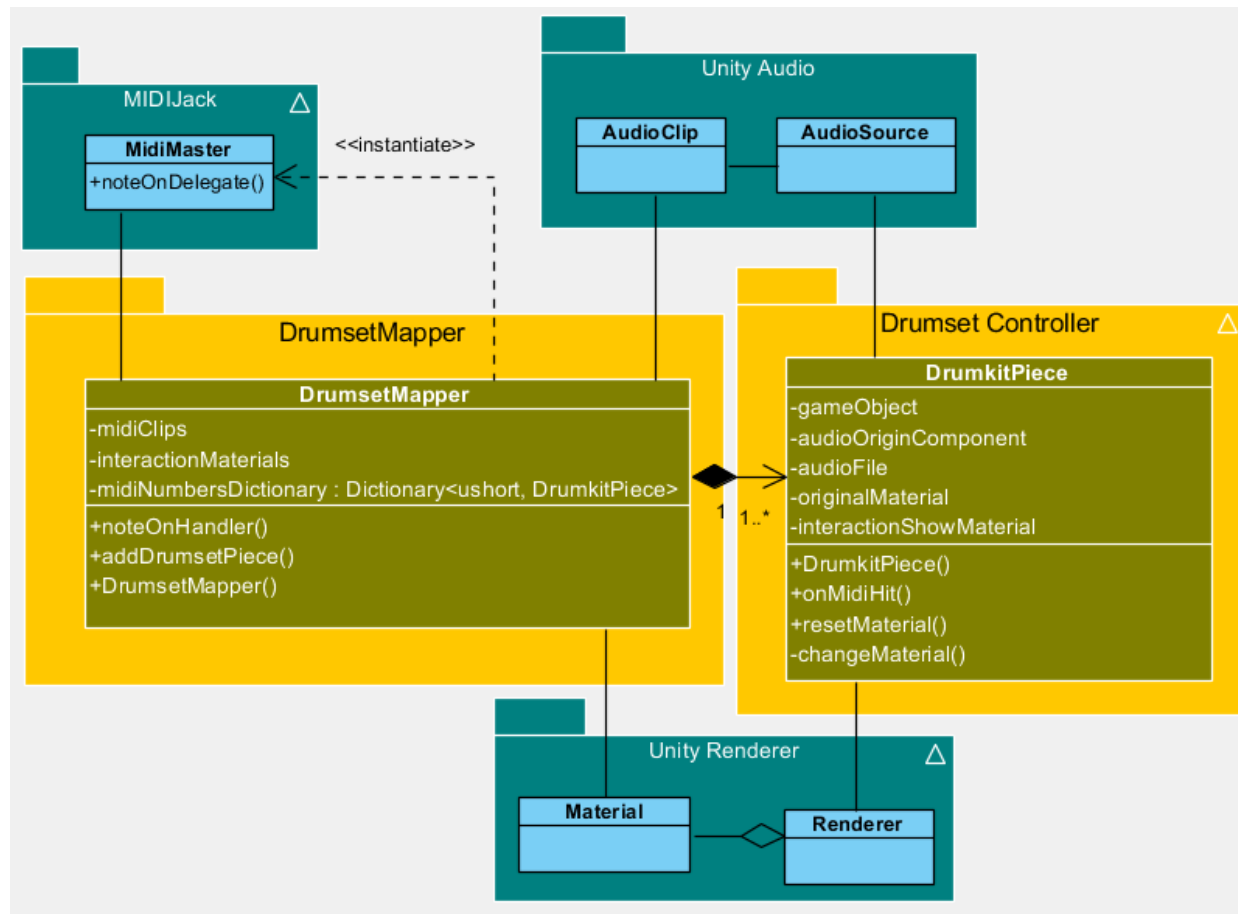 Unity Audio
MIDIJack
AudioClip
AudioSource
MidiMaster
<<instantiate>>
+noteOnDelegate()
DrumsetMapper
Drumset Controller
DrumsetMapper
-midiClips
-interactionMaterials
-midiNumbersDictionary : Dictionary<ushort, DrumkitPiece>
+noteOnHandler()
+addDrumsetPiece()
+DrumsetMapper()
1
1..*
DrumkitPiece
-gameObject
-audioOriginComponent
-audioFile
-originalMaterial
-interactionShowMaterial
+DrumkitPiece()
+onMidiHit()
+resetMaterial()
-changeMaterial()
Unity Renderer
Material
Renderer